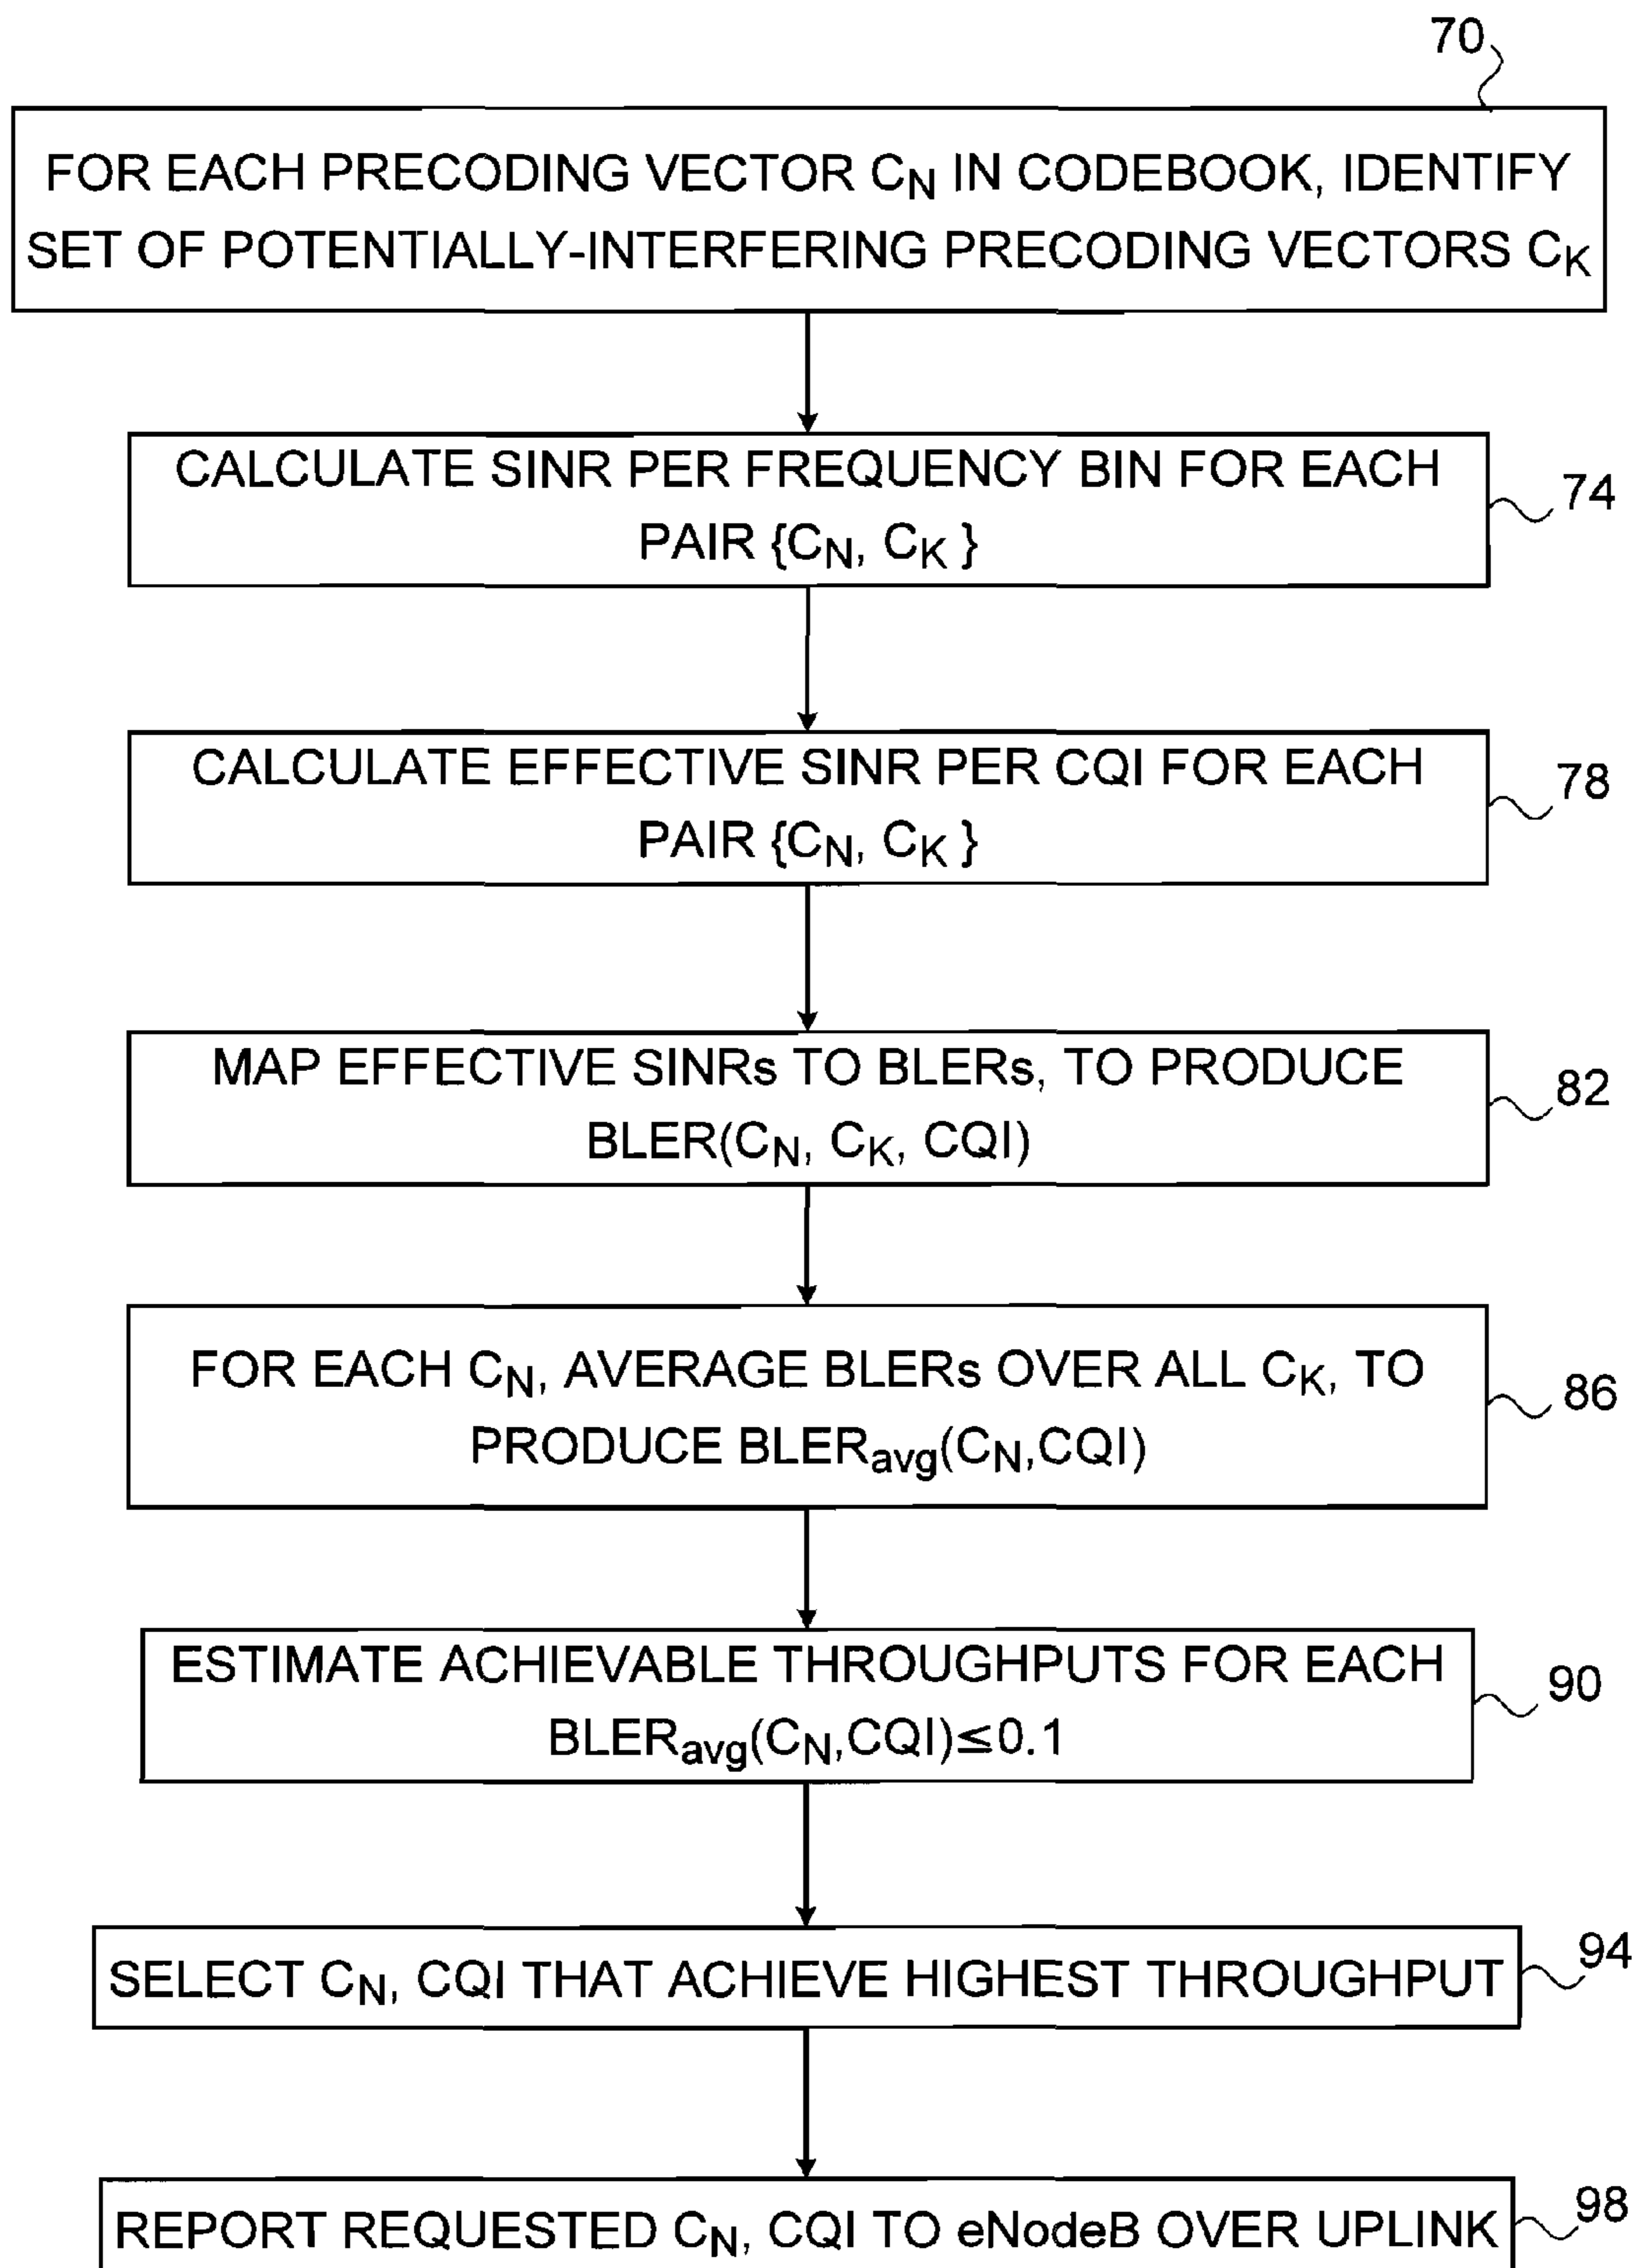 70
FOR EACH PRECODING VECTOR CN IN CODEBOOK, IDENTIFY
SET OF POTENTIALLY-INTERFERING PRECODING VECTORS CK
CALCULATE SINR PER FREQUENCY BIN FOR EACH
PAIR {CN, CK }
74
CALCULATE EFFECTIVE SINR PER CQI FOR EACH
PAIR {CN, CK }
78
MAP EFFECTIVE SINRs TO BLERs, TO PRODUCE
BLER(CN, CK, CQI)
82
FOR EACH CN, AVERAGE BLERs OVER ALL CK, TO
PRODUCE BLERavg(CN,CQI)
86
ESTIMATE ACHIEVABLE THROUGHPUTS FOR EACH
BLERavg(CN,CQI)≤0.1
90
SELECT CN, CQI THAT ACHIEVE HIGHEST THROUGHPUT
94
REPORT REQUESTED CN, CQI TO eNodeB OVER UPLINK
98